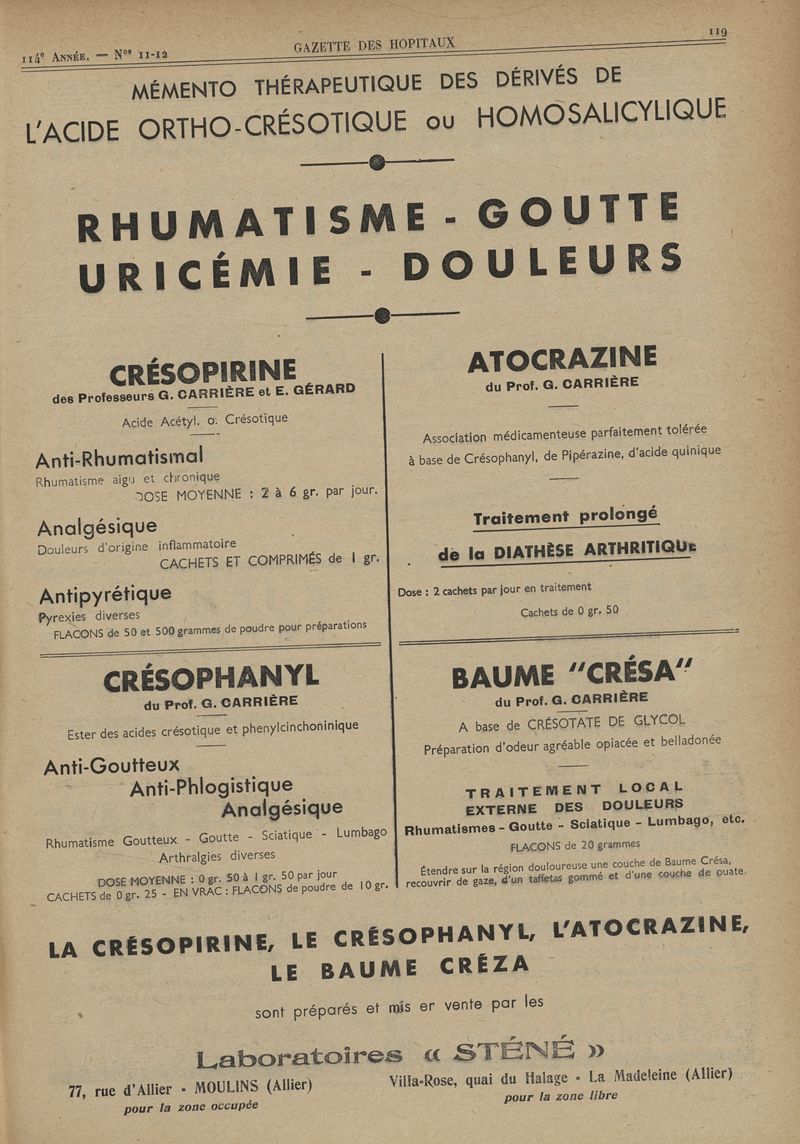 114e ANNÉE. — Nos 11-12
GAZETTE DES HOPITAUX
119
MÉMENTO THÉRAPEUTIQUE DES DÉRIVÉS DE
L'ACIDE ORTHO-CRÉSOTIQUE OU HOMOSALICYLIQUE
RHUMATISME - GOUTTE
URICÉMIE - DOULEURS
CRÉSOPIRINE
des Professeurs G. CARRIÈRE et E. GÉRARD
Acide Acétyl. o. Crésotique
Anti-Rhumatismal
Rhumatisme aigu et chronique
DOSE MOYENNE : 2 à 6 gr. par jour.
Analgésique
Douleurs d'origine inflammatoire
CACHETS ET COMPRIMÉS de 1 gr.
Antipyrétique
Pyrexies diverses
FLACONS de 50 et 500 grammes de poudre pour préparations
ATOCRAZINE
du Prof. G. CARRIÈRE
Association médicamenteuse parfaitement tolérée
à base de Crésophanyl, de Pipérazine, d'acide quinique
Traitement prolongé
de la DIATHÈSE ARTHRITIQUE
Dose : 2 cachets par jour en traitement
Cachets de 0 gr. 50
CRÉSOPHANYL
du Prof. G. CARRIÈRE
Ester des acides crésotique et phenylcinchoninique
Anti-Goutteux
Anti-Phlogistique
Analgésique
Rhumatisme Goutteux - Goutte - Sciatique - Lumbago
Arthralgies diverses
DOSE MOYENNE : 0 gr. 50 à 1 gr. 50 par jour
CACHETS de 0 gr. 25 - EN VRAC : FLACONS de poudre de 10 gr.
BAUME "CRÉSA"
du Prof. G. CARRIÈRE
A base de CRÉSOTATE DE GLYCOL
Préparation d'odeur agréable opiacée et belladonée
TRAITEMENT LOCAL
EXTERNE DES DOULEURS
Rhumatismes - Goutte - Sciatique - Lumbago, etc.
FLACONS de 20 grammes
Étendre sur la région douloureuse une couche de Baume Crésa,
recouvrir de gaze, d'un taffetas gommé et d'une couche de ouate.
LA CRÉSOPIRINE, LE CRÉSOPHANYL, L'ATOCRAZINE,
LE BAUME CRÉZA
sont préparés et mis er vente par les
Laboratoires « STÉNÉ »
77, rue d'Allier - MOULINS (Allier)
pour la zone occupée
Villa-Rose, quai du Halage - La Madeleine (Allier)
pour la zone libre